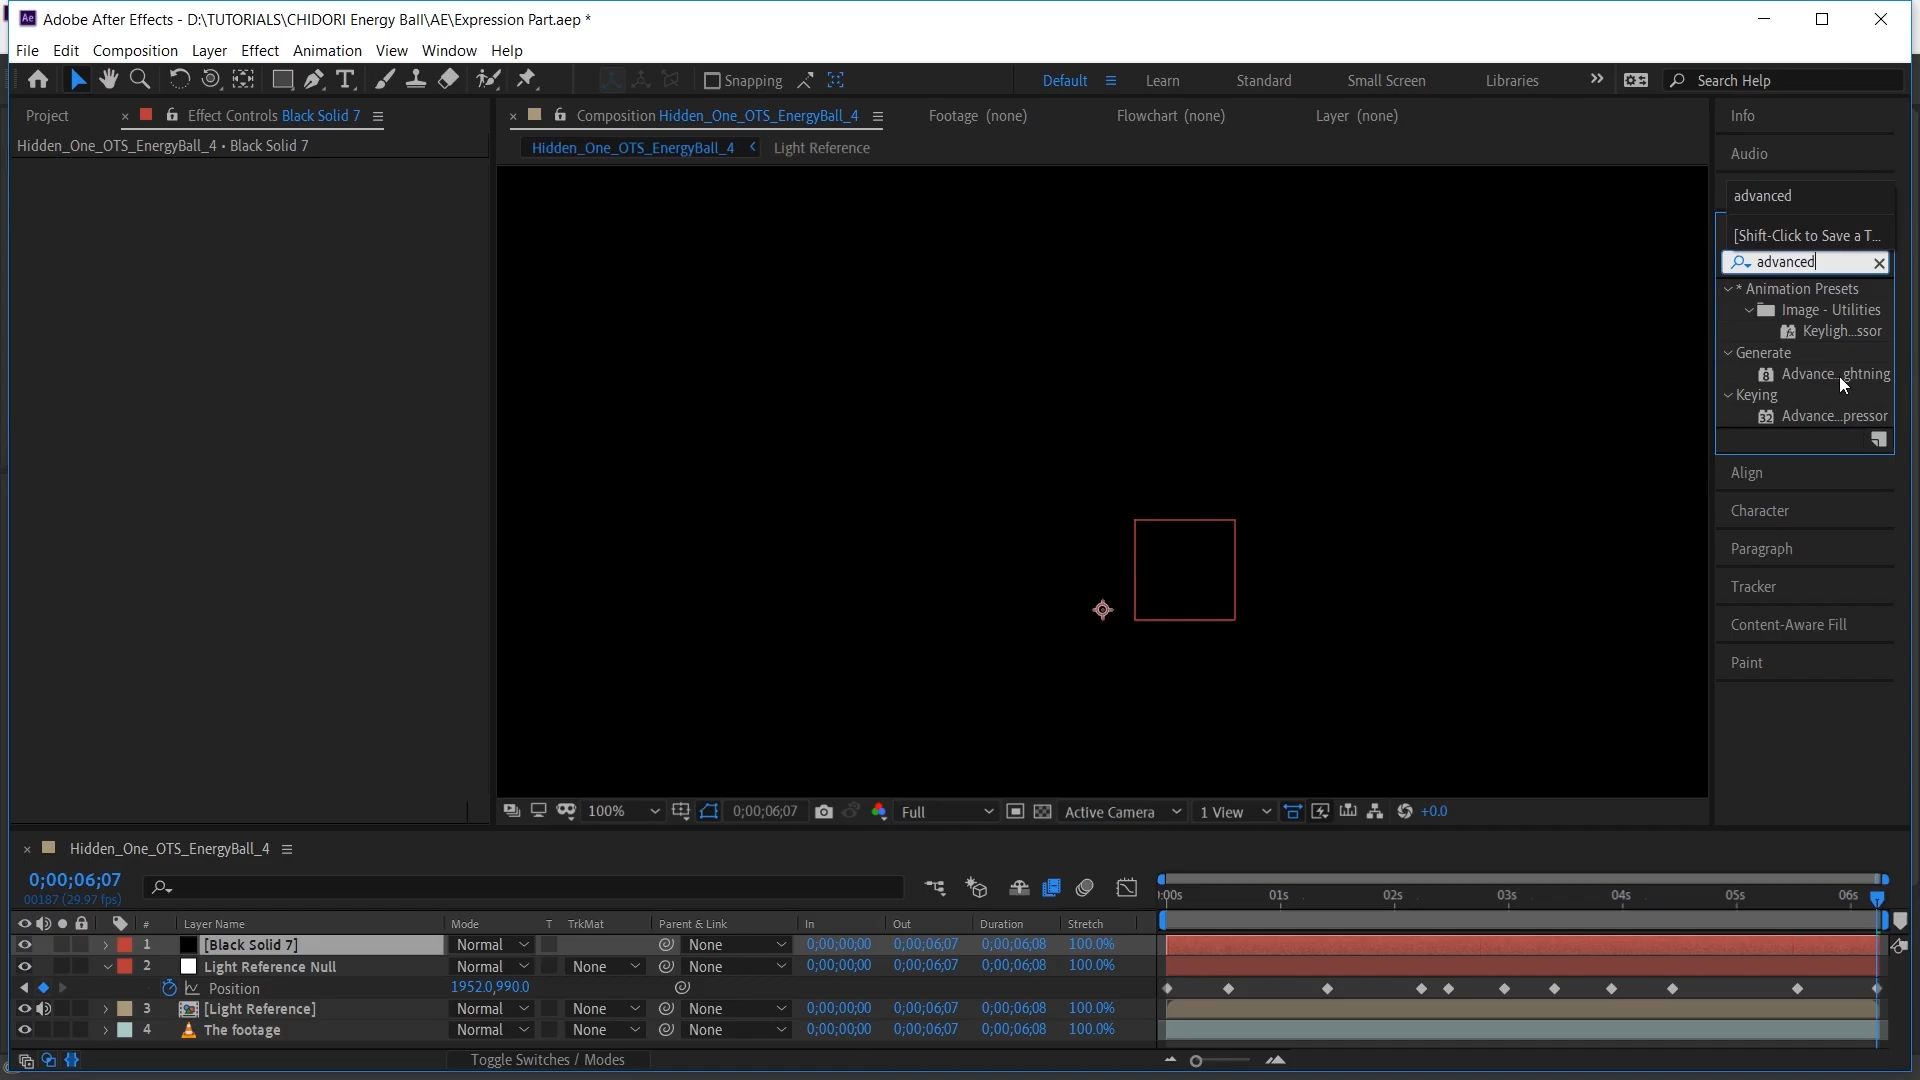 Adobe After Effects - D:\TUTORIALS\CHIDORI Energy Ball\AE\Expression Part.aep *
File Edit Composition Layer Effect Animation View Window Help
Snapping Default Learn Standard Small Screen Libraries Search Help
Project Effect Controls Black Solid 7
Hidden_One_OTS_EnergyBall_4 • Black Solid 7
Composition Hidden_One_OTS_EnergyBall_4 Footage (none) Flowchart (none) Layer (none)
Hidden_One_OTS_EnergyBall_4 Light Reference
Info
Audio
advanced
[Shift-Click to Save a T...
advanced
* Animation Presets
Image - Utilities
Keyligh...ssor
Generate
Advance...ghtning
Keying
Advance...pressor
Align
Character
Paragraph
Tracker
Content-Aware Fill
Paint
100% 0;00;06;07 Full Active Camera 1 View +0.0
Hidden_One_OTS_EnergyBall_4
0;00;06;07
00187 (29.97 fps)
:00s 01s 02s 03s 04s 05s 06s
# Layer Name Mode T TrkMat Parent & Link In Out Duration Stretch
1 [Black Solid 7] Normal None 0;00;00;00 0;00;06;07 0;00;06;08 100.0%
2 Light Reference Null Normal None None 0;00;00;00 0;00;06;07 0;00;06;08 100.0%
Position 1952.0,990.0
3 [Light Reference] Normal None None 0;00;00;00 0;00;06;07 0;00;06;08 100.0%
4 The footage Normal None None 0;00;00;00 0;00;06;07 0;00;06;08 100.0%
Toggle Switches / Modes